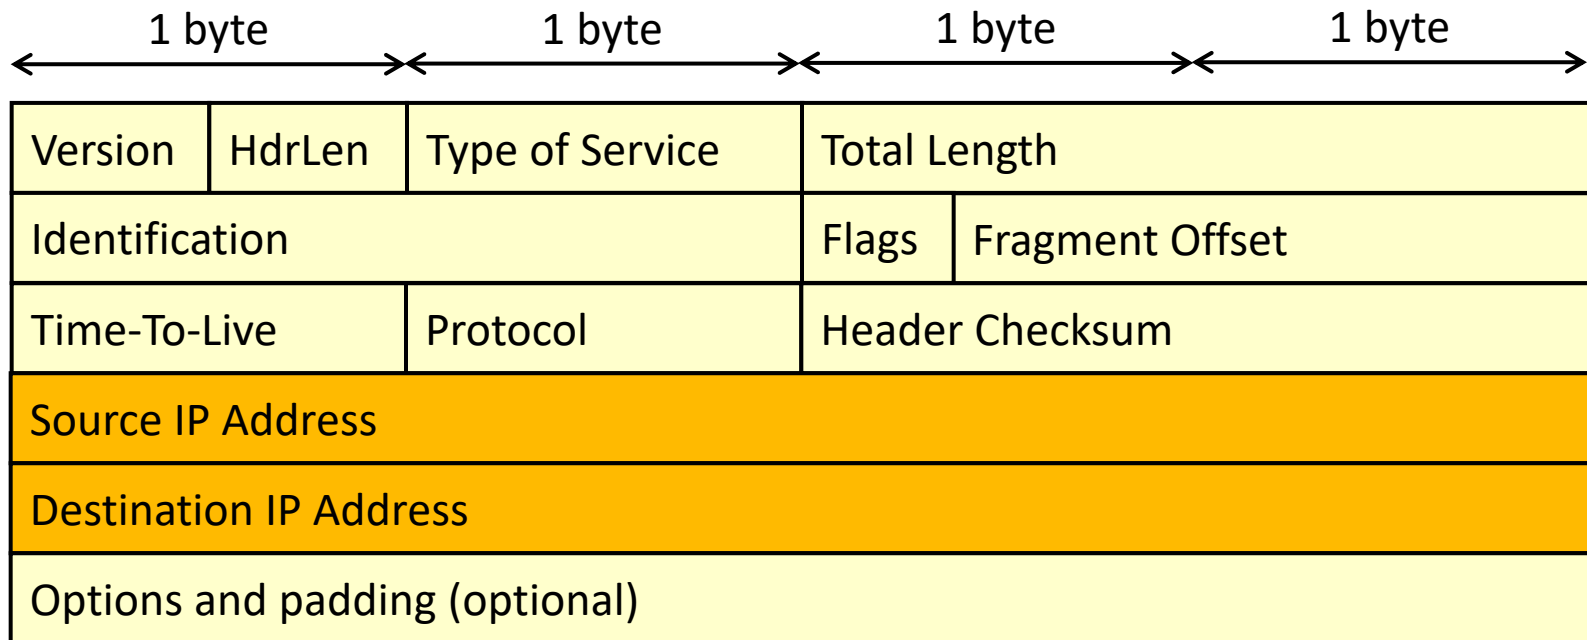 1 byte 1 byte 1 byte 1 byte
Version HdrLen Type of Service Total Length
Identification Flags Fragment Offset
Time-To-Live Protocol Header Checksum
Source IP Address
Destination IP Address
Options and padding (optional)